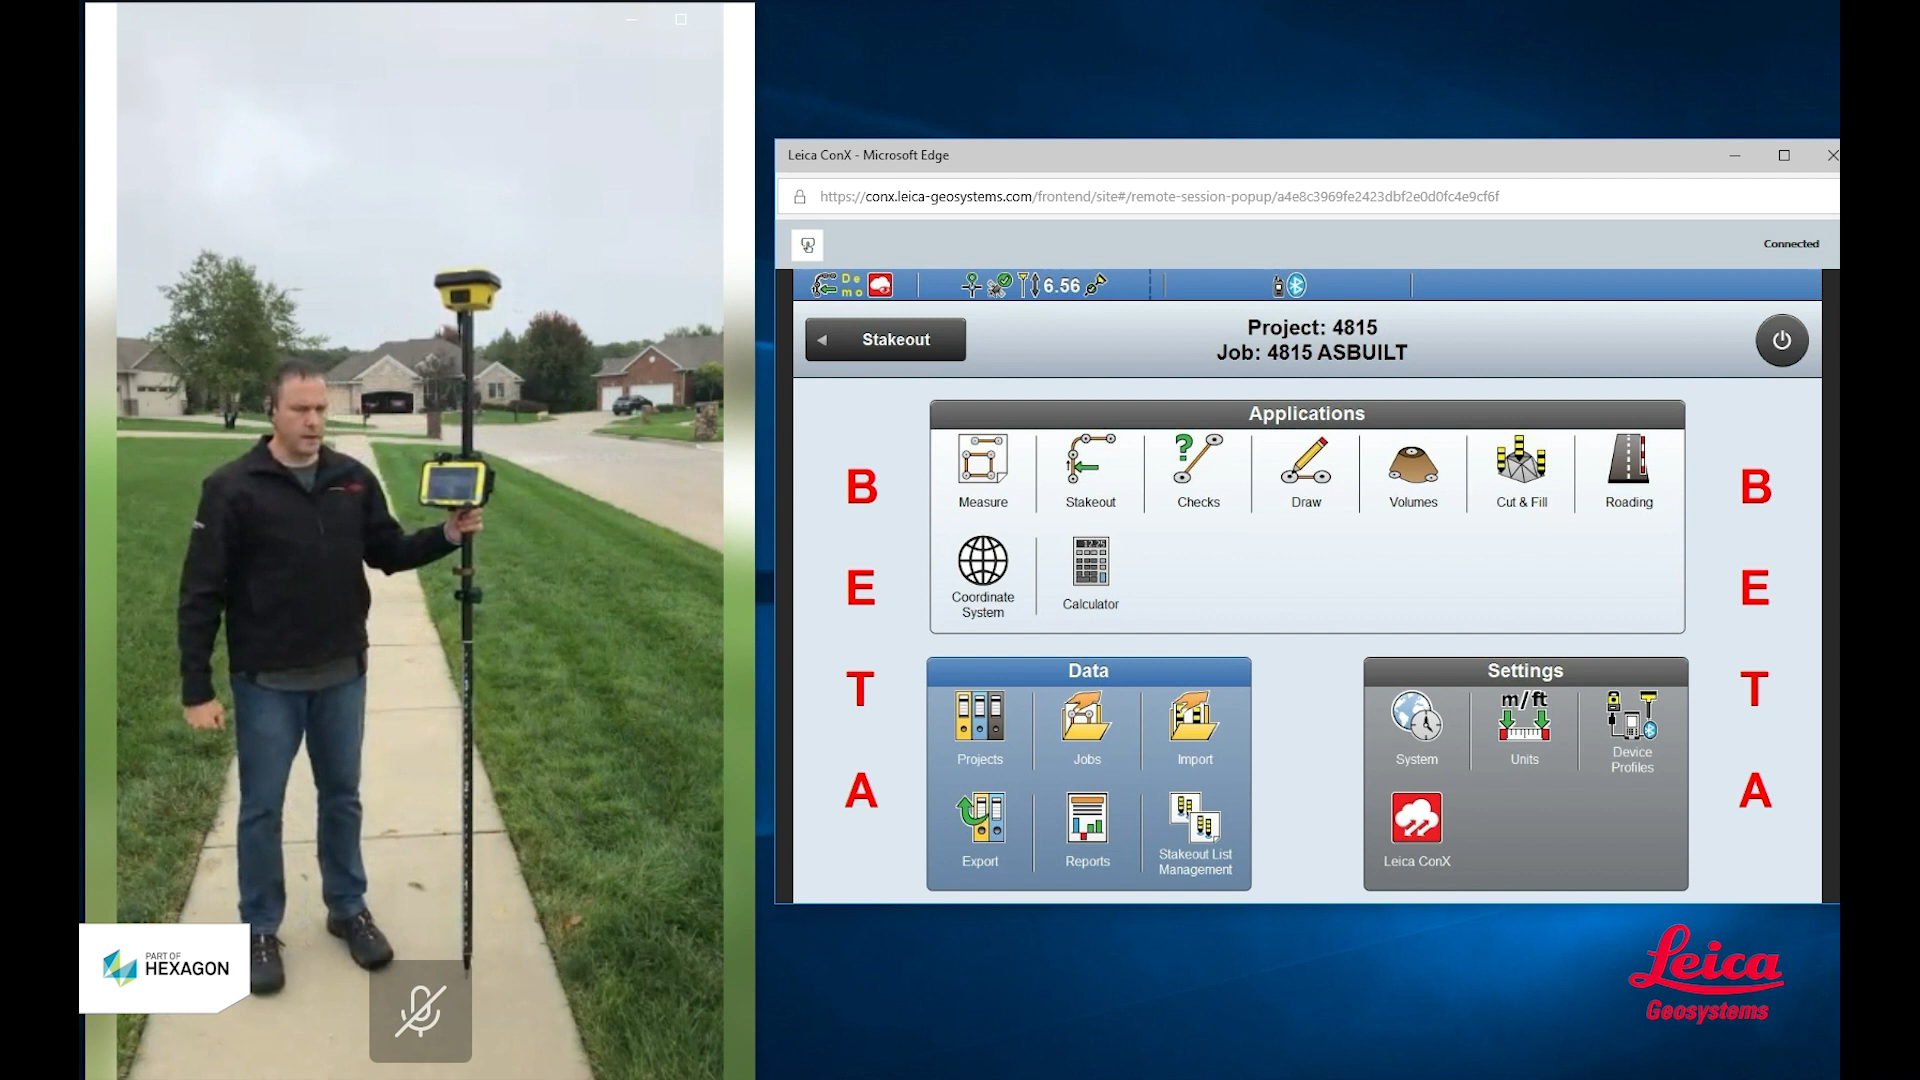 Leica ConX - Microsoft Edge
https://conx.leica-geosystems.com/frontend/site#/remote-session-popup/a4e8c3969fe2423dbf2e0d0fc4e9cf6f
Connected
De
mo
6.56
Stakeout
Project: 4815
Job: 4815 ASBUILT
Applications
Measure
Stakeout
Checks
Draw
Volumes
Cut & Fill
Roading
Coordinate
System
12.25
Calculator
B
E
T
A
B
E
T
A
Data
Projects
Jobs
Import
Export
Reports
Stakeout List
Management
Settings
System
m/ft
Units
Device
Profiles
Leica ConX
PART OF
HEXAGON
Leica
Geosystems